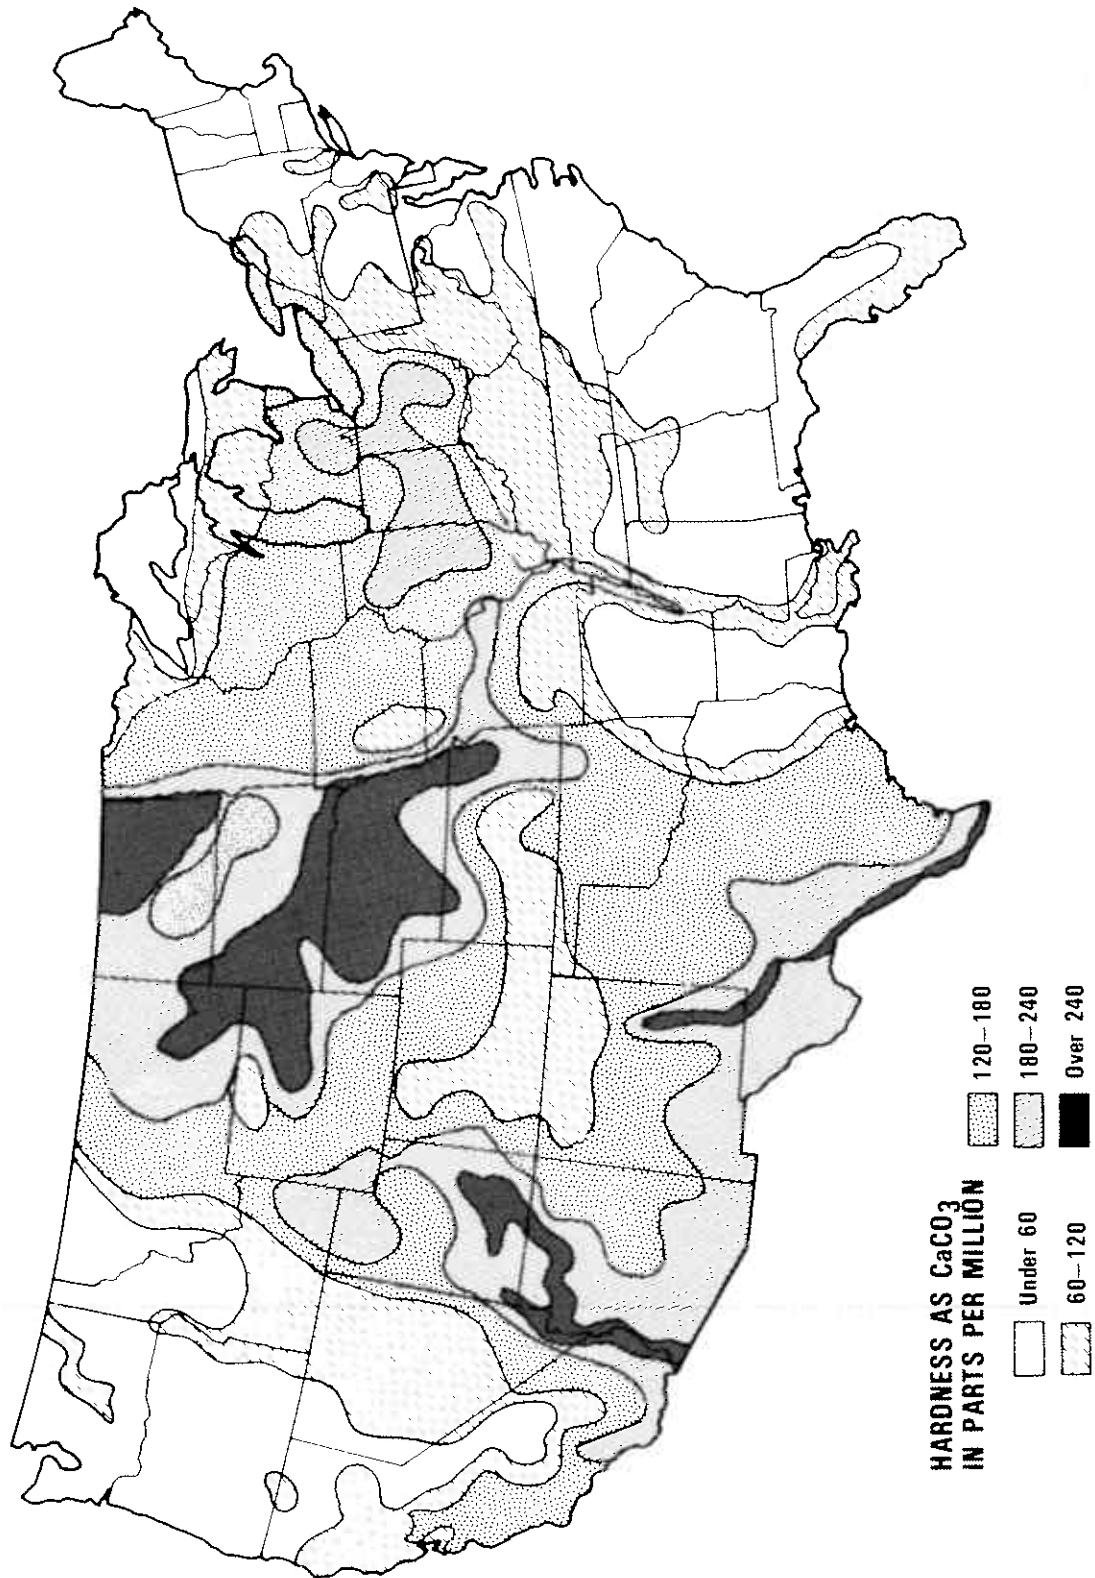 HARDNESS AS CaCO3
IN PARTS PER MILLION
Under 60
60–120
120–180
180–240
Over 240